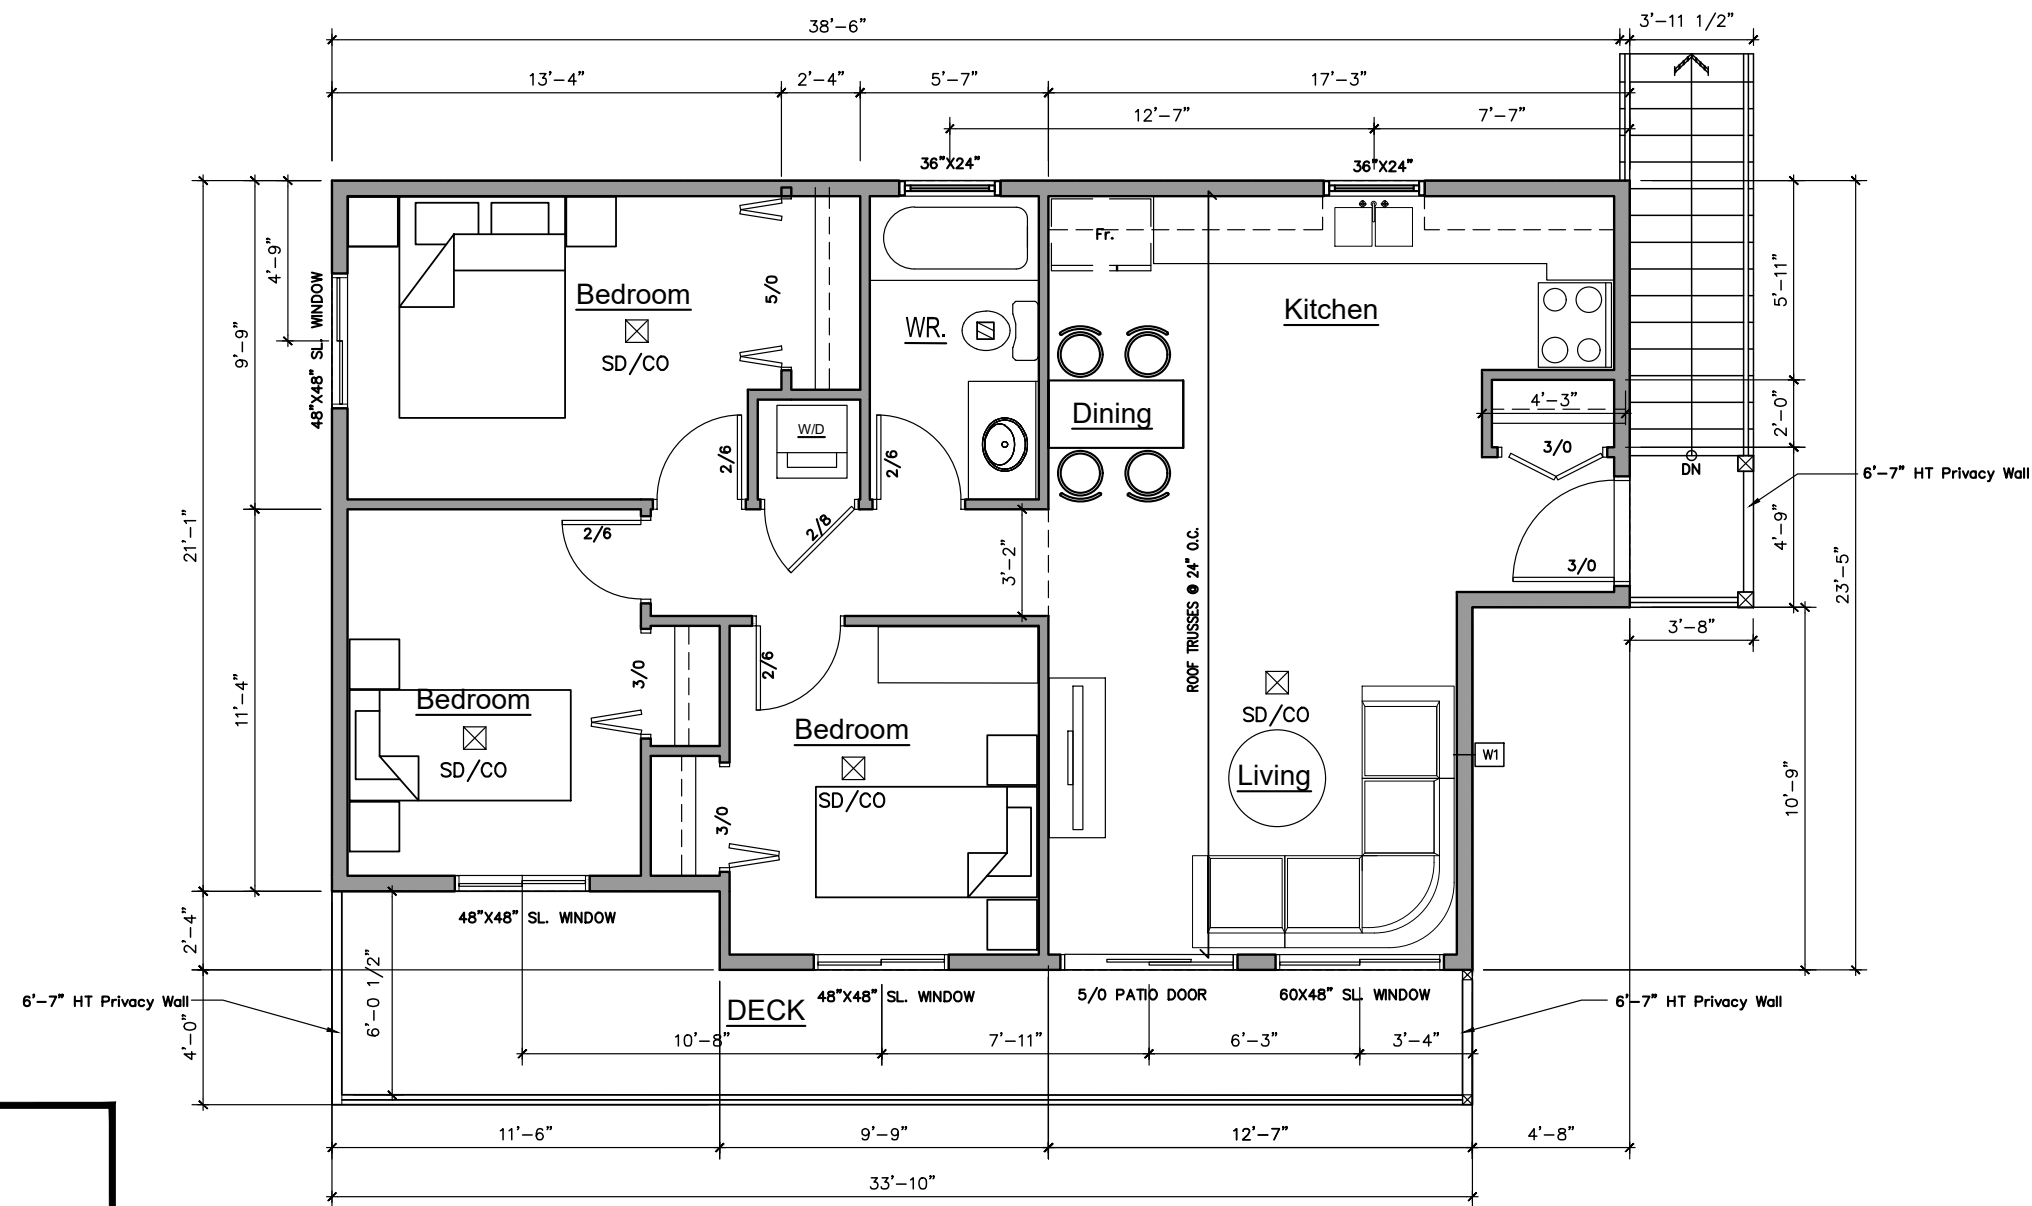 38'-6"
3'-11 1/2"
13'-4"
2'-4"
5'-7"
17'-3"
12'-7"
7'-7"
36"X24"
36"X24"
4'-9"
9'-9"
21'-1"
11'-4"
2'-4"
4'-0"
48"X48" SL. WINDOW
Bedroom
SD/CO
5/0
WR.
Fr.
Kitchen
Dining
W/D
2/6
2/6
2/8
2/6
4'-3"
3/0
3/0
DN
5'-11"
2'-0"
4'-9"
23'-5"
10'-9"
6'-7" HT Privacy Wall
3'-8"
3'-2"
ROOF TRUSSES @ 24" O.C.
2/6
3/0
Bedroom
SD/CO
Bedroom
SD/CO
3/0
SD/CO
Living
W1
48"X48" SL. WINDOW
48"X48" SL. WINDOW
5/0 PATIO DOOR
60X48" SL. WINDOW
6'-7" HT Privacy Wall
6'-0 1/2"
DECK
6'-7" HT Privacy Wall
10'-8"
7'-11"
6'-3"
3'-4"
11'-6"
9'-9"
12'-7"
4'-8"
33'-10"